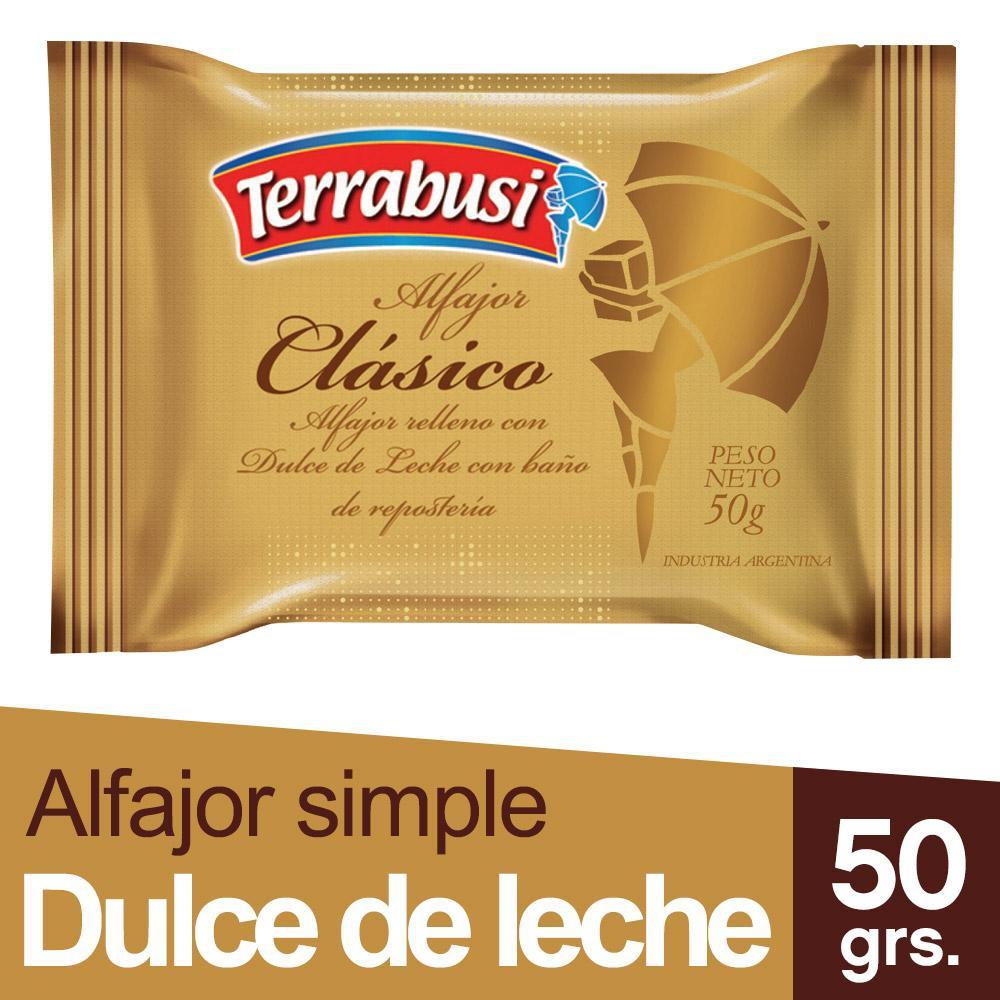 Terrabusi
Alfajor
Clásico
Alfajor relleno con
Dulce de Leche con baño
de repostería
PESO
NETO
50g
INDUSTRIA ARGENTINA
Alfajor simple
Dulce de leche
50
grs.